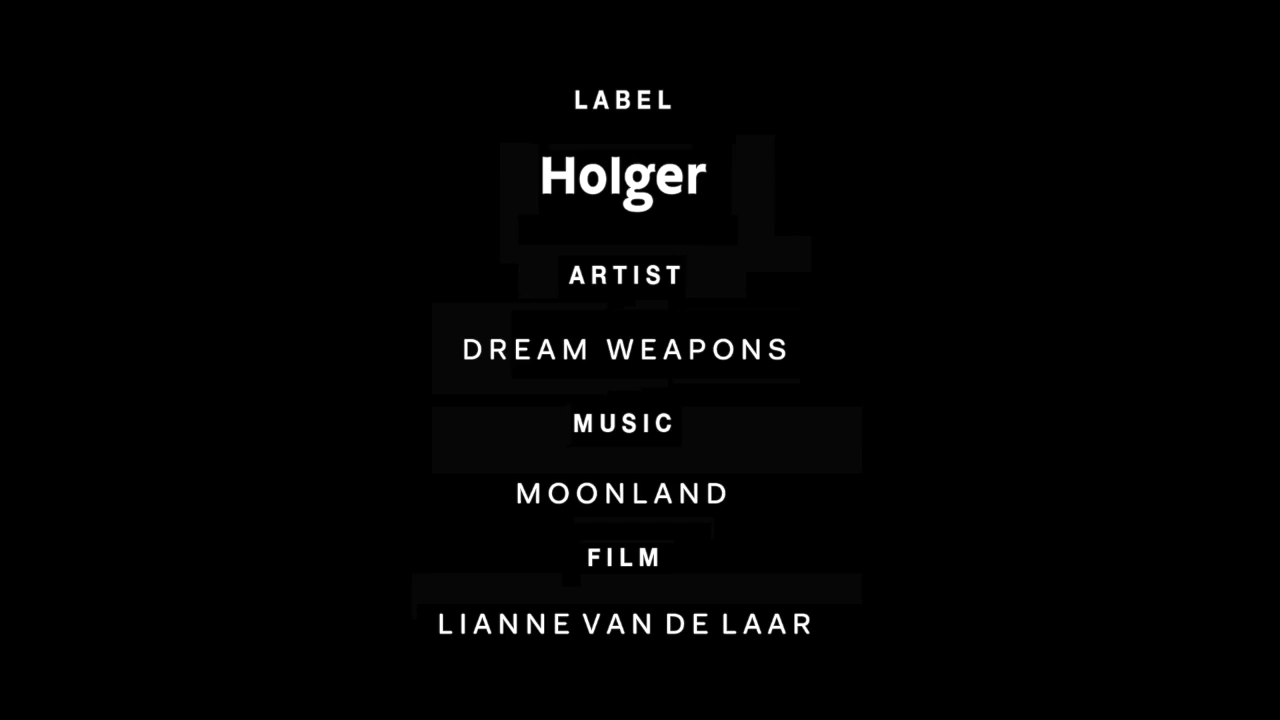 LABEL
Holger
ARTIST
DREAM WEAPONS
MUSIC
MOONLAND
FILM
LIANNE VAN DE LAAR